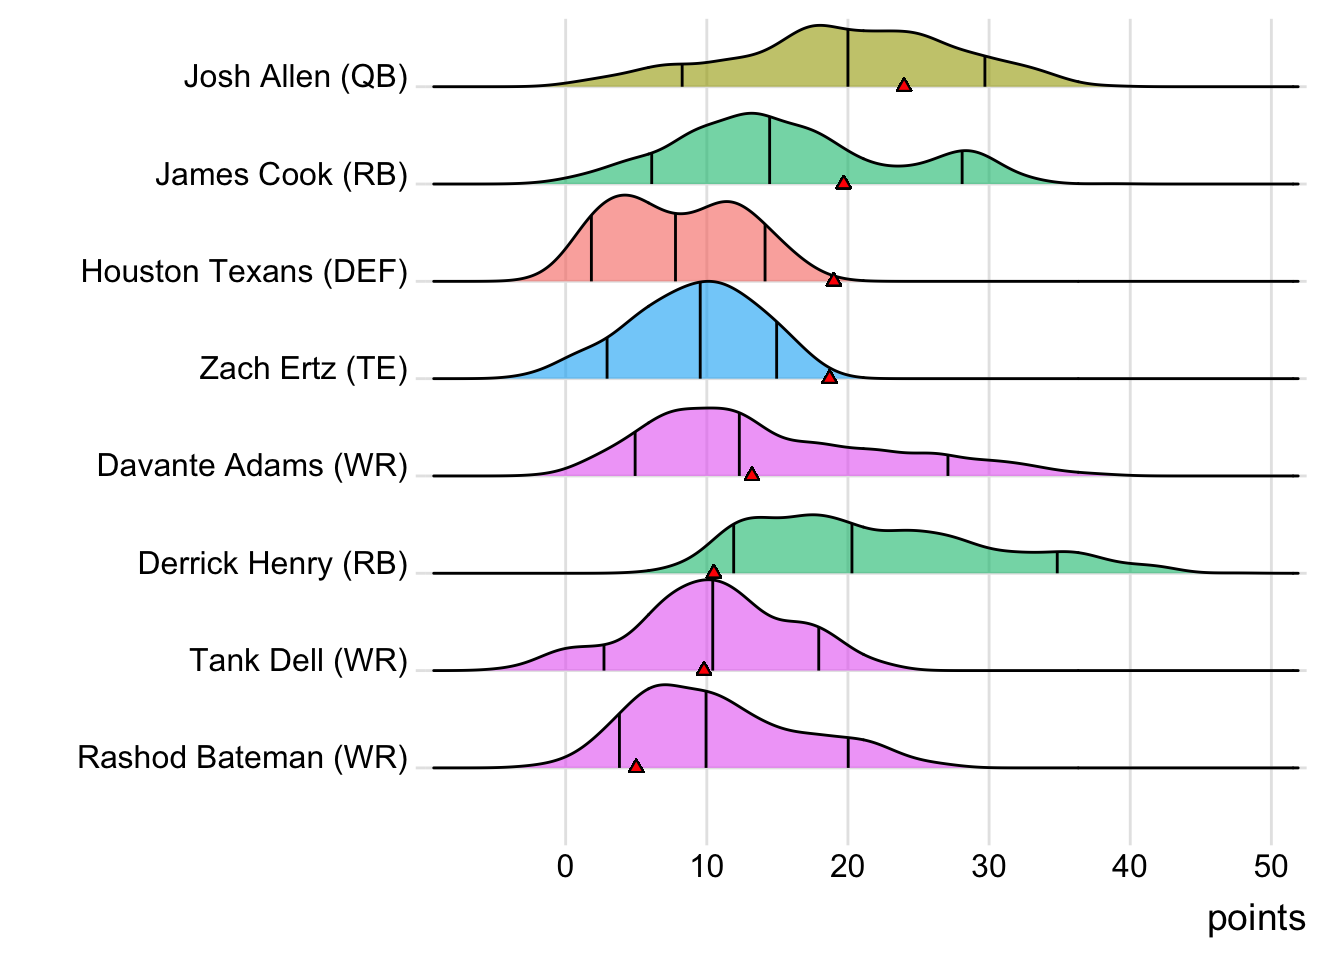 Josh Allen (QB)
James Cook (RB)
Houston Texans (DEF)
Zach Ertz (TE)
Davante Adams (WR)
Derrick Henry (RB)
Tank Dell (WR)
Rashod Bateman (WR)
0 10 20 30 40 50
points